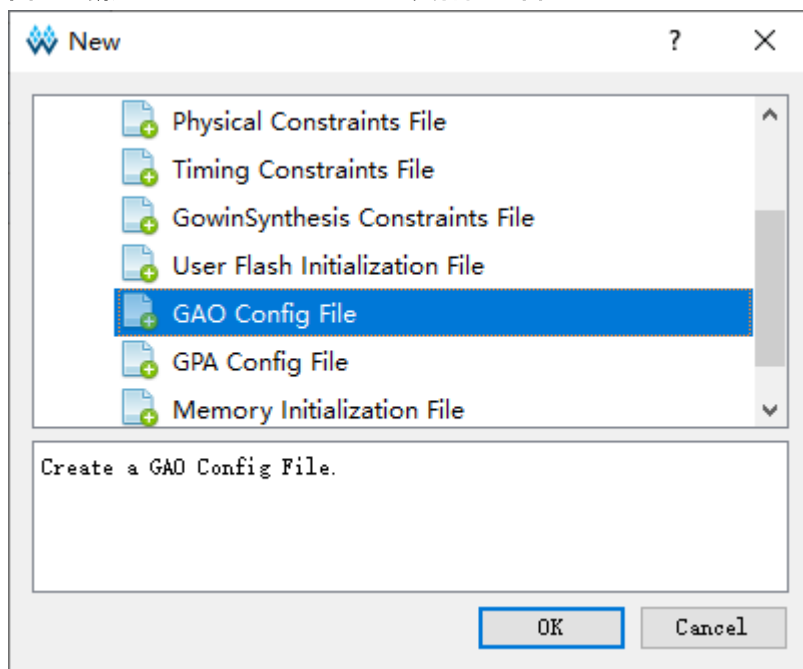 New
?
Physical Constraints File
Timing Constraints File
GowinSynthesis Constraints File
User Flash Initialization File
GAO Config File
GPA Config File
Memory Initialization File
Create a GAO Config File.
OK
Cancel